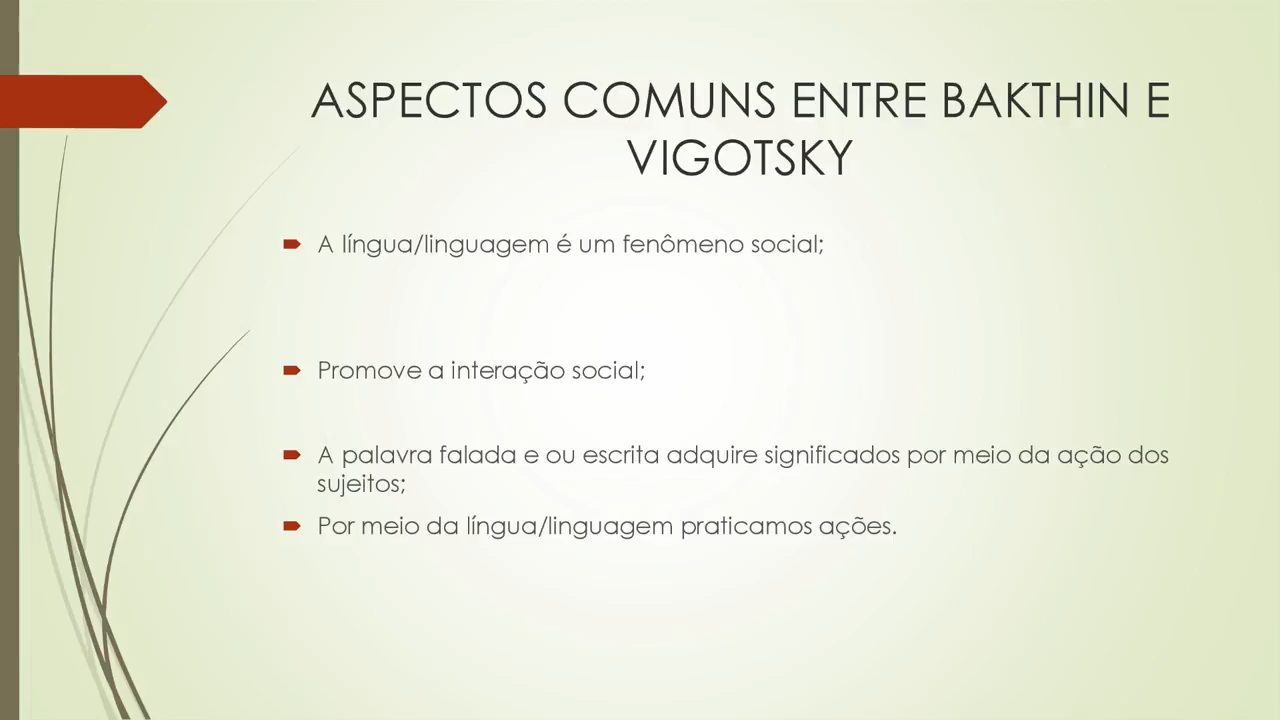 ASPECTOS COMUNS ENTRE BAKTHIN E
VIGOTSKY
A língua/linguagem é um fenômeno social;
Promove a interação social;
A palavra falada e ou escrita adquire significados por meio da ação dos
sujeitos;
Por meio da língua/linguagem praticamos ações.